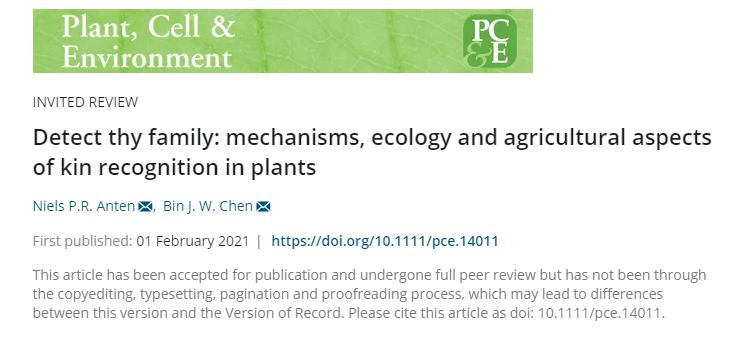 Plant, Cell &
Environment
PC
&E
INVITED REVIEW
Detect thy family: mechanisms, ecology and agricultural aspects
of kin recognition in plants
Niels P.R. Anten, Bin J. W. Chen
First published: 01 February 2021 | https://doi.org/10.1111/pce.14011
This article has been accepted for publication and undergone full peer review but has not been through
the copyediting, typesetting, pagination and proofreading process, which may lead to differences
between this version and the Version of Record. Please cite this article as doi: 10.1111/pce.14011.